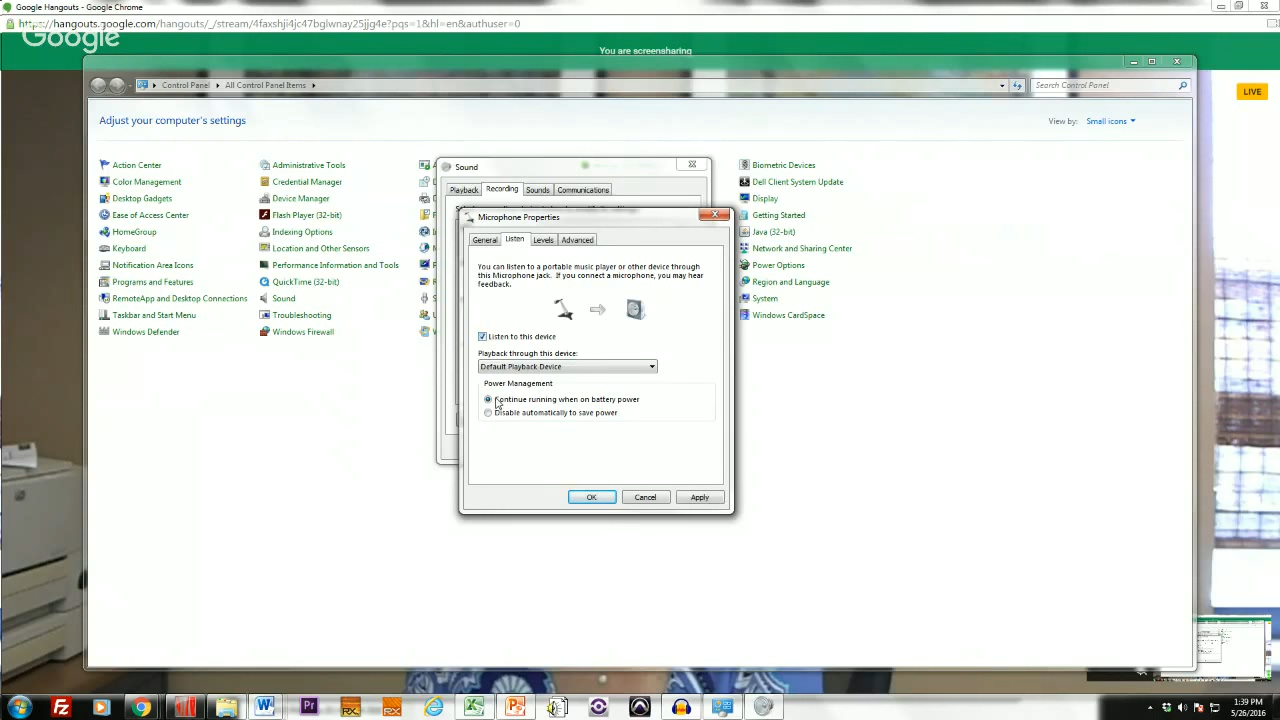 Google Hangouts - Google Chrome
https://hangouts.google.com/hangouts/_/stream/4faxshji4jc47bglwnay25jjg4e?pqs=1&hl=en&authuser=0
Google
You are screensharing
LIVE
Control Panel
All Control Panel Items
Search Control Panel
Adjust your computer's settings
View by: Small icons
Action Center
Color Management
Desktop Gadgets
Ease of Access Center
HomeGroup
Keyboard
Notification Area Icons
Programs and Features
RemoteApp and Desktop Connections
Taskbar and Start Menu
Windows Defender
Administrative Tools
Credential Manager
Device Manager
Flash Player (32-bit)
Indexing Options
Location and Other Sensors
Performance Information and Tools
QuickTime (32-bit)
Sound
Troubleshooting
Windows Firewall
Biometric Devices
Dell Client System Update
Display
Getting Started
Java (32-bit)
Network and Sharing Center
Power Options
Region and Language
System
Windows CardSpace
Sound
Playback Recording Sounds Communications
Microphone Properties
General Listen Levels Advanced
You can listen to a portable music player or other device through
this Microphone jack. If you connect a microphone, you may hear
feedback.
Listen to this device
Playback through this device:
Default Playback Device
Power Management
Continue running when on battery power
Disable automatically to save power
OK Cancel Apply
1:39 PM
5/26/2016